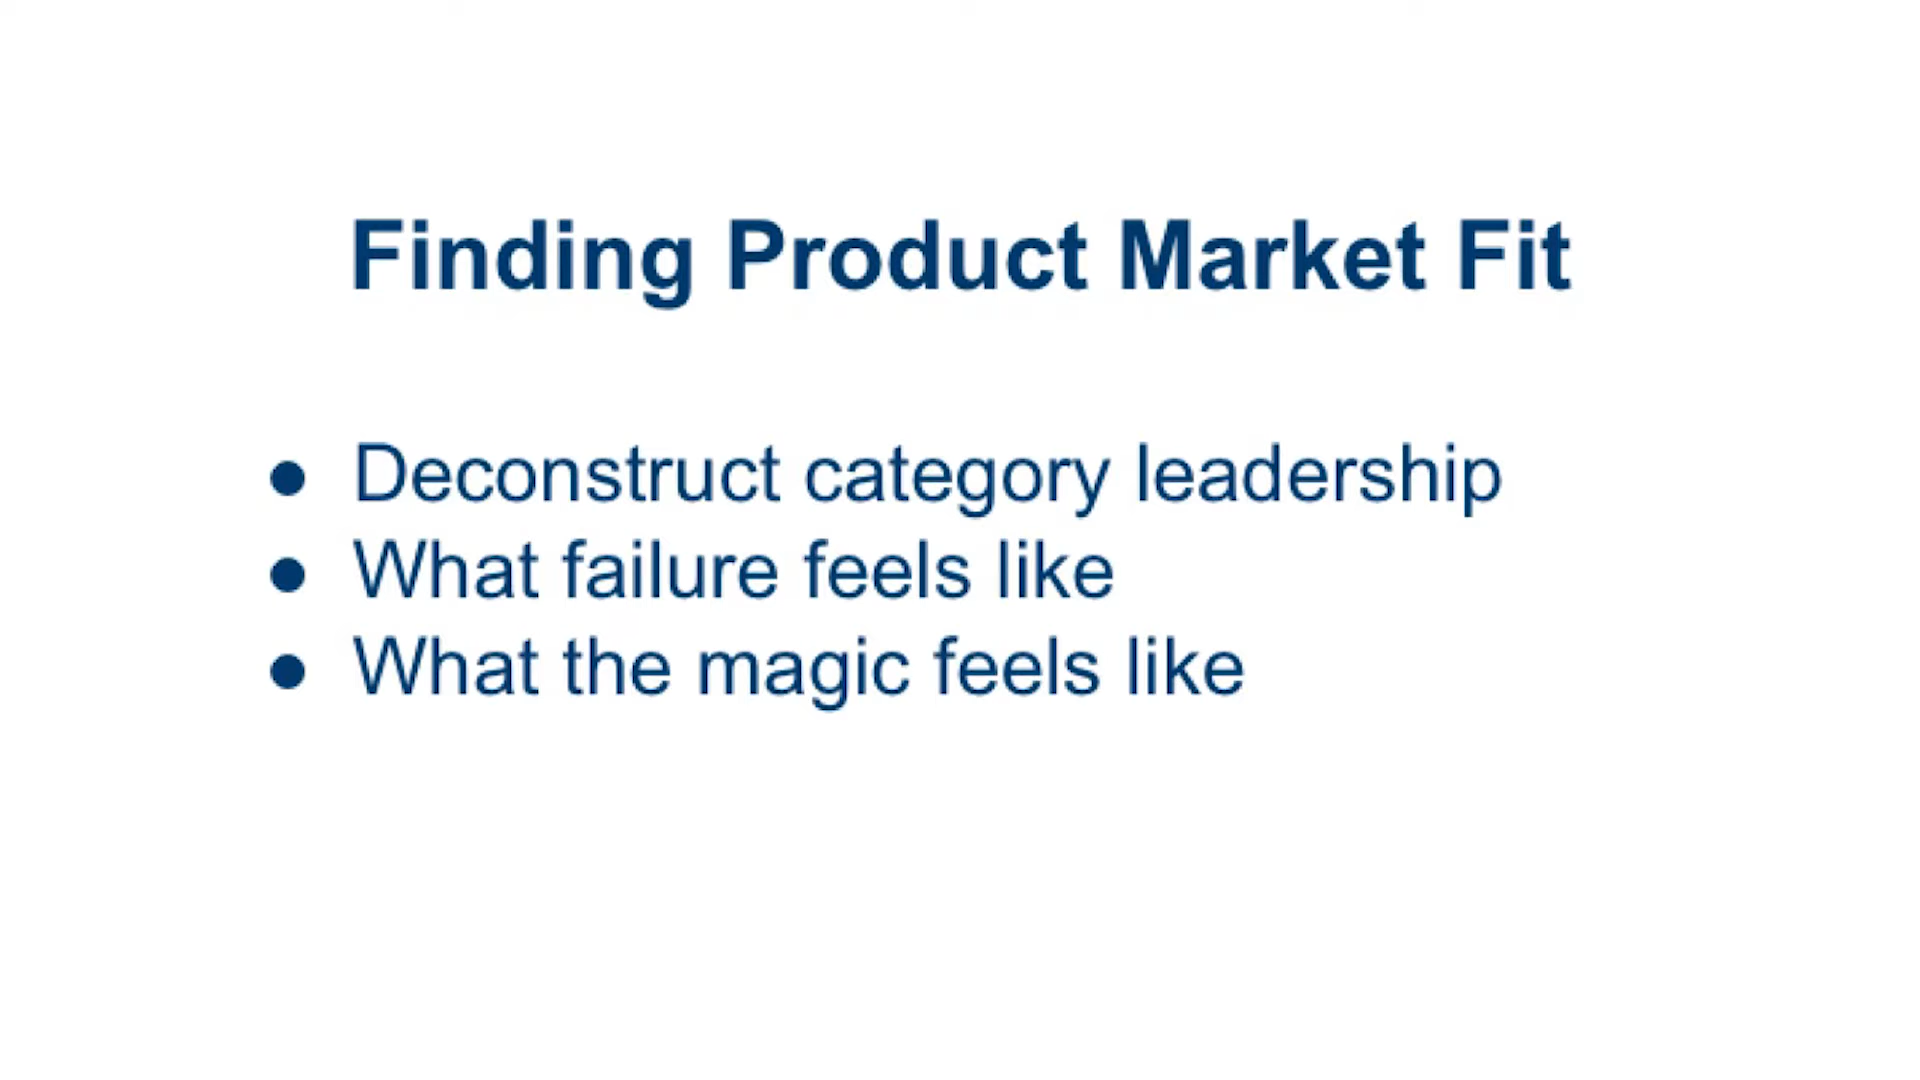 Finding Product Market Fit
● Deconstruct category leadership
● What failure feels like
● What the magic feels like